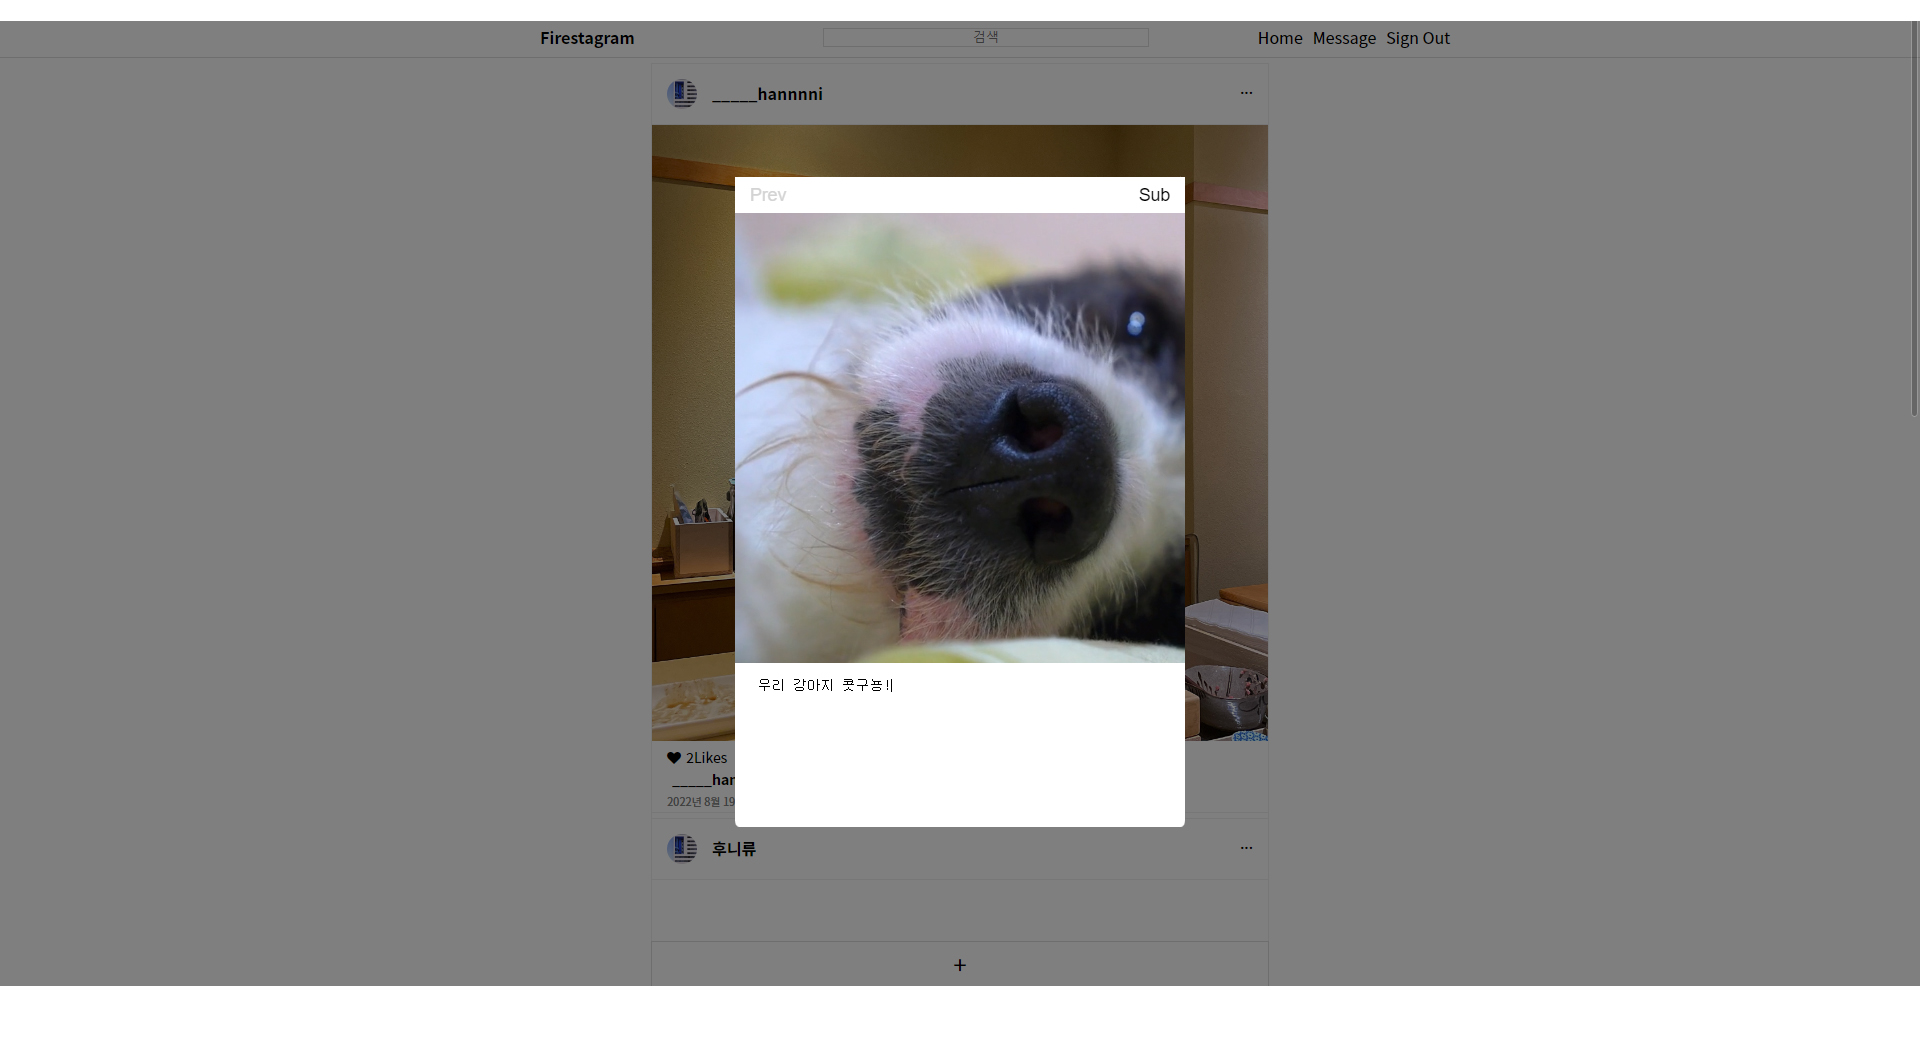 Firestagram
검색
Home Message Sign Out
_____hannnni
...
Prev
Sub
우리 강아지 콧구뇽!
2Likes
_____han
2022년 8월 19
후니류
...
+